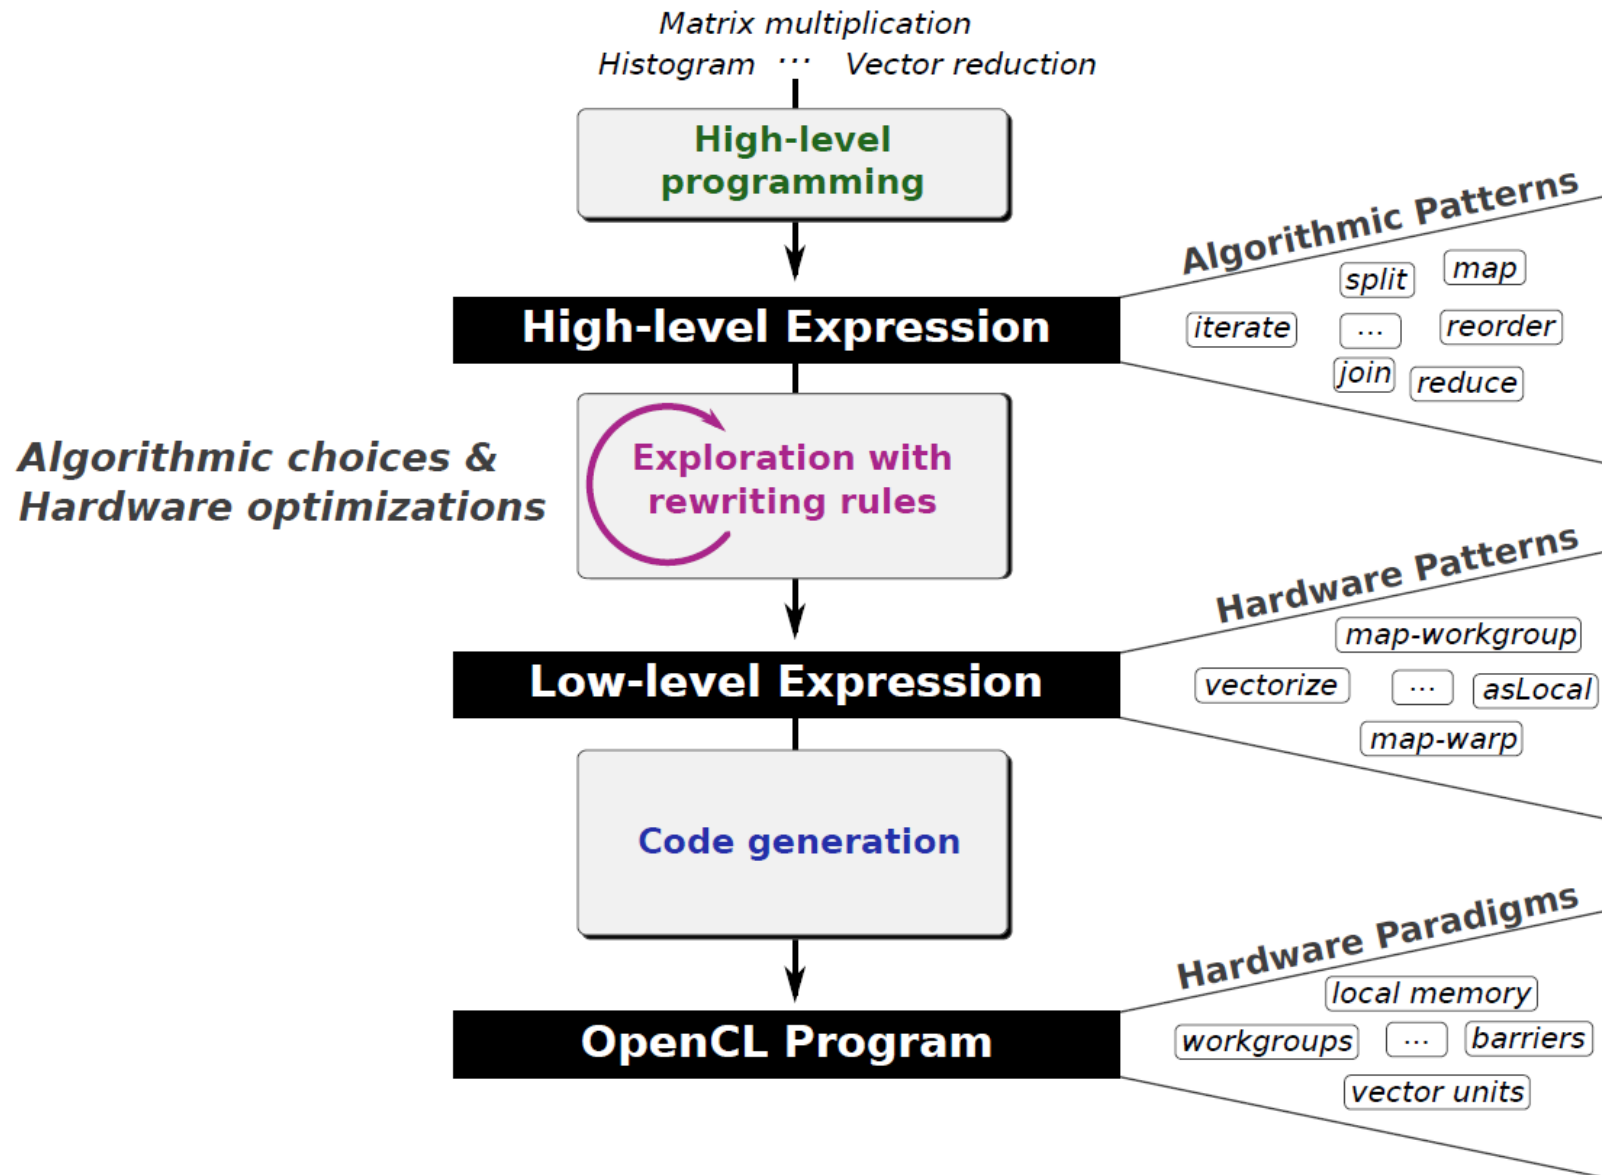 Matrix multiplication
Histogram ... Vector reduction
High-level
programming
Algorithmic Patterns
split
map
High-level Expression
iterate
...
reorder
join
reduce
Algorithmic choices &
Hardware optimizations
Exploration with
rewriting rules
Hardware Patterns
map-workgroup
Low-level Expression
vectorize
...
asLocal
map-warp
Code generation
Hardware Paradigms
local memory
OpenCL Program
workgroups
...
barriers
vector units